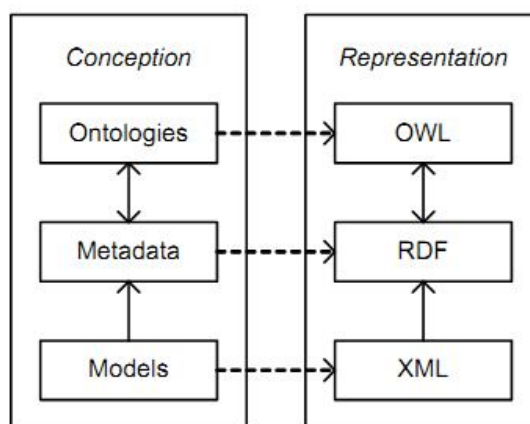 Conception
Ontologies
Metadata
Models
Representation
OWL
RDF
XML